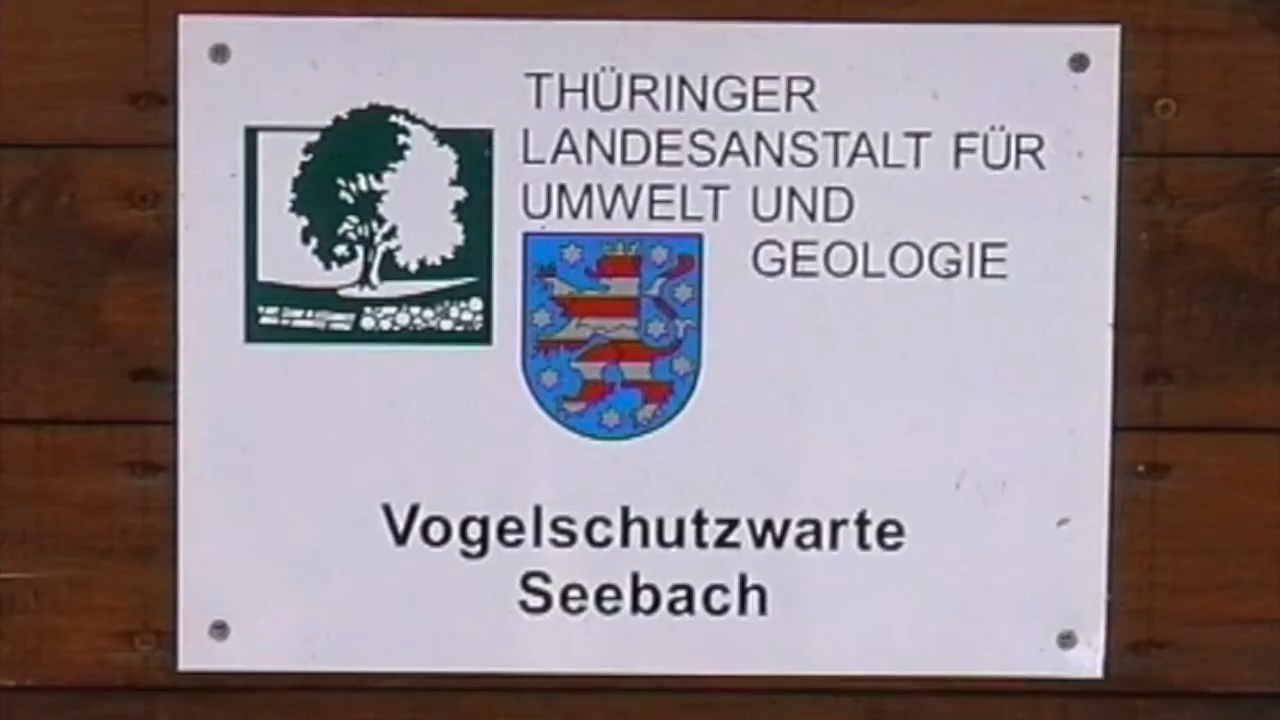 THÜRINGER
LANDESANSTALT FÜR
UMWELT UND
GEOLOGIE
Vogelschutzwarte
Seebach